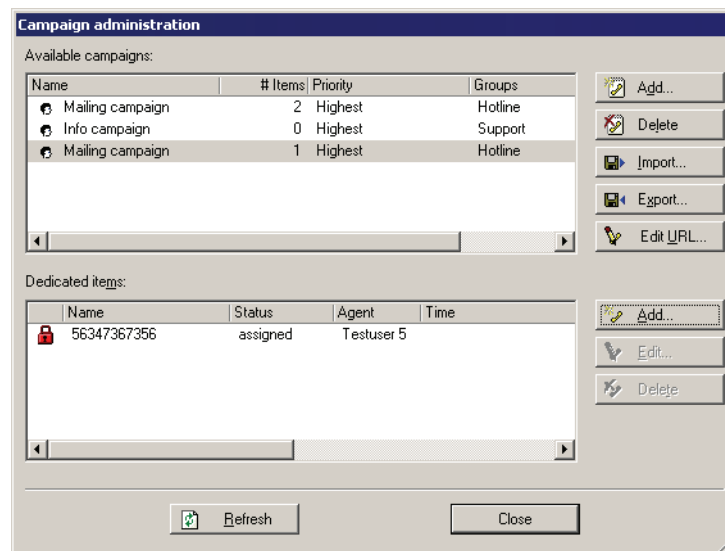 Campaign administration
Available campaigns:
Name # Items Priority Groups
Mailing campaign 2 Highest Hotline
Info campaign 0 Highest Support
Mailing campaign 1 Highest Hotline
Add...
Delete
Import...
Export...
Edit URL...
Dedicated items:
Name Status Agent Time
56347367356 assigned Testuser 5
Add...
Edit...
Delete
Refresh
Close